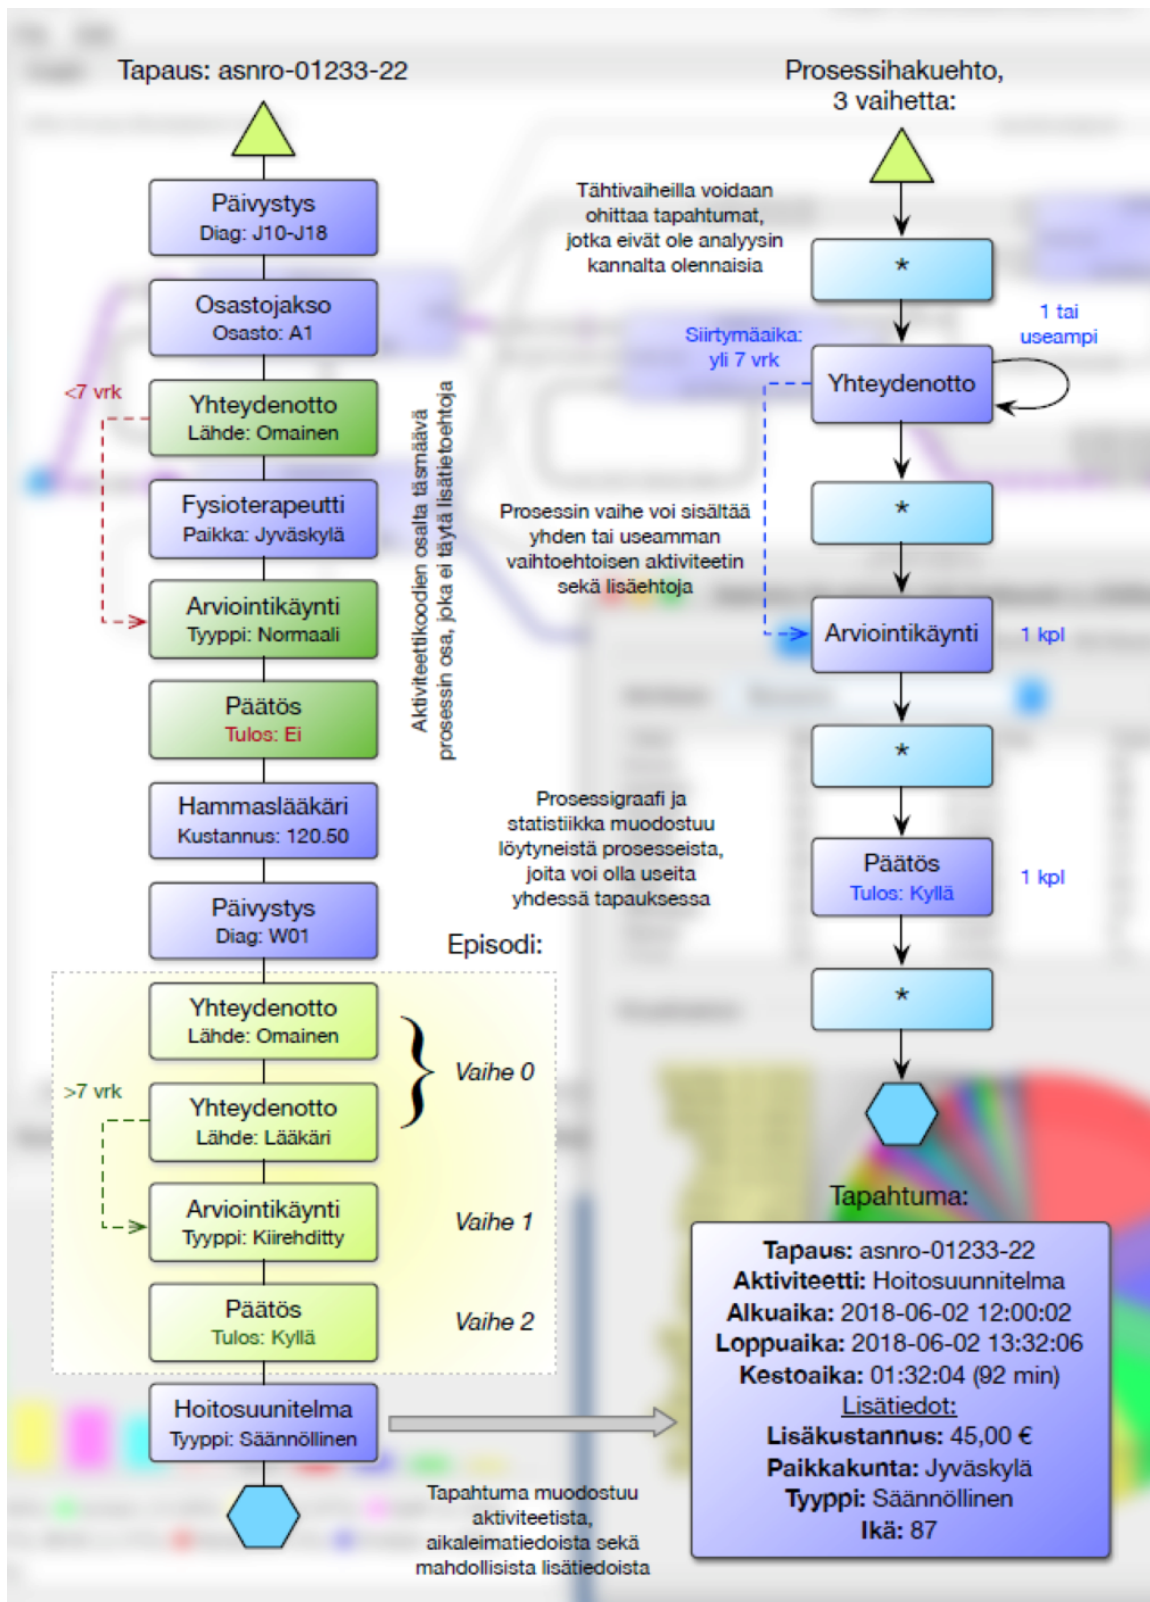 Tapaus: asnro-01233-22
Päivystys
Diag: J10-J18
Osastojakso
Osasto: A1
<7 vrk
Yhteydenotto
Lähde: Omainen
Fysioterapeutti
Paikka: Jyväskylä
Arviointikäynti
Tyyppi: Normaali
Päätös
Tulos: Ei
Aktiviteettikoodien osalta täsmäävä
prosessin osa, joka ei täytä lisätietoehtoja
Hammaslääkäri
Kustannus: 120.50
Päivystys
Diag: W01
Episodi:
Yhteydenotto
Lähde: Omainen
Vaihe 0
>7 vrk
Yhteydenotto
Lähde: Lääkäri
Arviointikäynti
Tyyppi: Kiirehditty
Vaihe 1
Päätös
Tulos: Kyllä
Vaihe 2
Hoitosuunitelma
Tyyppi: Säännöllinen
Tapahtuma muodostuu
aktiviteetista,
aikaleimatiedoista sekä
mahdollisista lisätiedoista
Prosessihakuehto,
3 vaihetta:
Tähtivaiheilla voidaan
ohittaa tapahtumat,
jotka eivät ole analyysin
kannalta olennaisia
*
Siirtymäaika:
yli 7 vrk
1 tai
useampi
Yhteydenotto
*
Prosessin vaihe voi sisältää
yhden tai useamman
vaihtoehtoisen aktiviteetin
sekä lisäehtoja
Arviointikäynti
1 kpl
*
Prosessigraafi ja
statistiikka muodostuu
löytyneistä prosesseista,
joita voi olla useita
yhdessä tapauksessa
Päätös
Tulos: Kyllä
1 kpl
*
Tapahtuma:
Tapaus: asnro-01233-22
Aktiviteetti: Hoitosuunnitelma
Alkuaika: 2018-06-02 12:00:02
Loppuaika: 2018-06-02 13:32:06
Kestoaika: 01:32:04 (92 min)
Lisätiedot:
Lisäkustannus: 45,00 €
Paikkakunta: Jyväskylä
Tyyppi: Säännöllinen
Ikä: 87